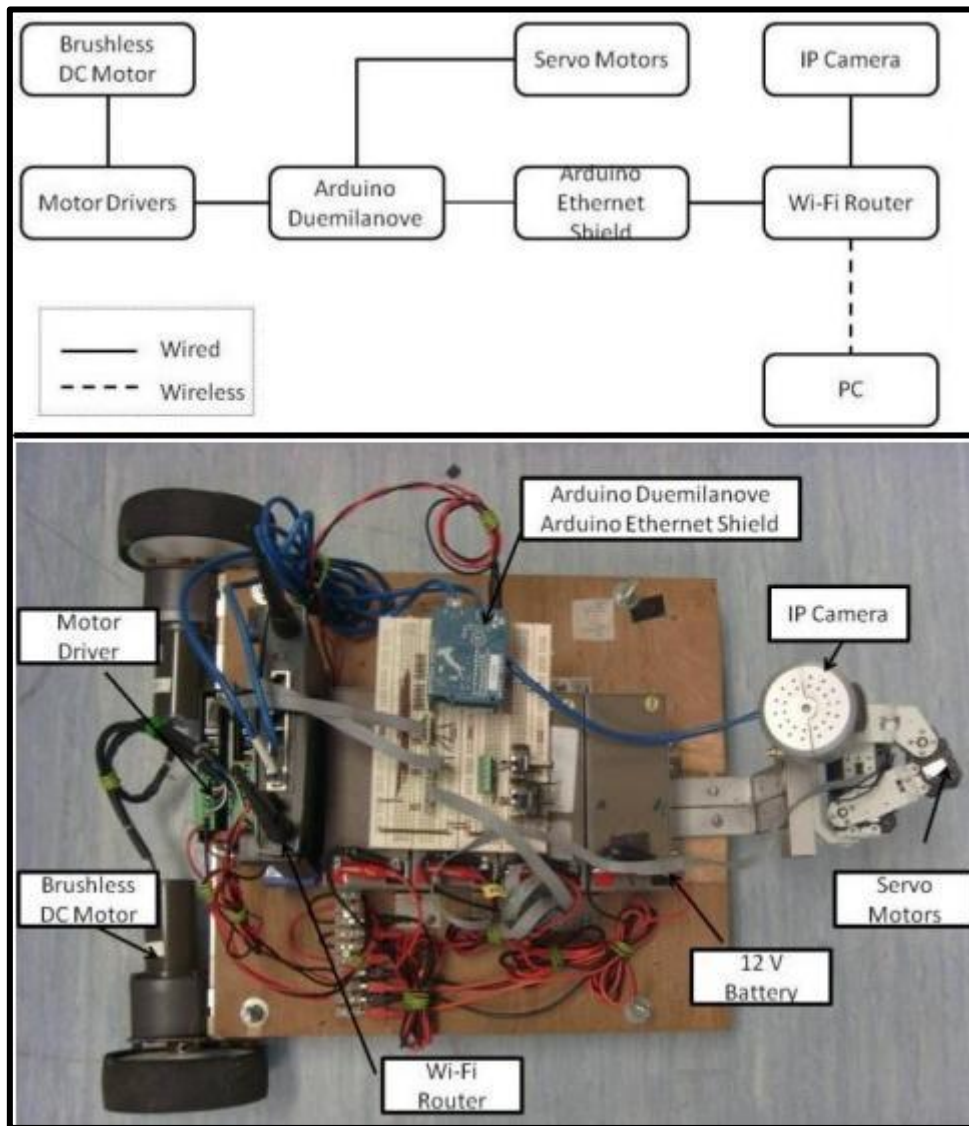 Brushless
DC Motor
Servo Motors
IP Camera
Motor Drivers
Arduino
Duemilanove
Arduino
Ethernet
Shield
Wi-Fi Router
Wired
Wireless
PC
Arduino Duemilanove
Arduino Ethernet Shield
Motor
Driver
IP Camera
Brushless
DC Motor
Servo
Motors
12 V
Battery
Wi-Fi
Router